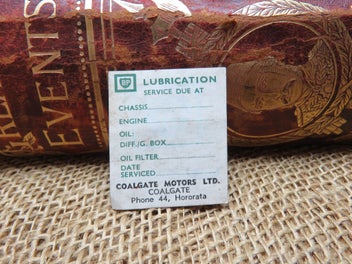 EVENTS
BP LUBRICATION
SERVICE DUE AT
CHASSIS
ENGINE
OIL:
DIFF./G. BOX
OIL FILTER
DATE
SERVICED
COALGATE MOTORS LTD.
COALGATE
Phone 44, Hororata